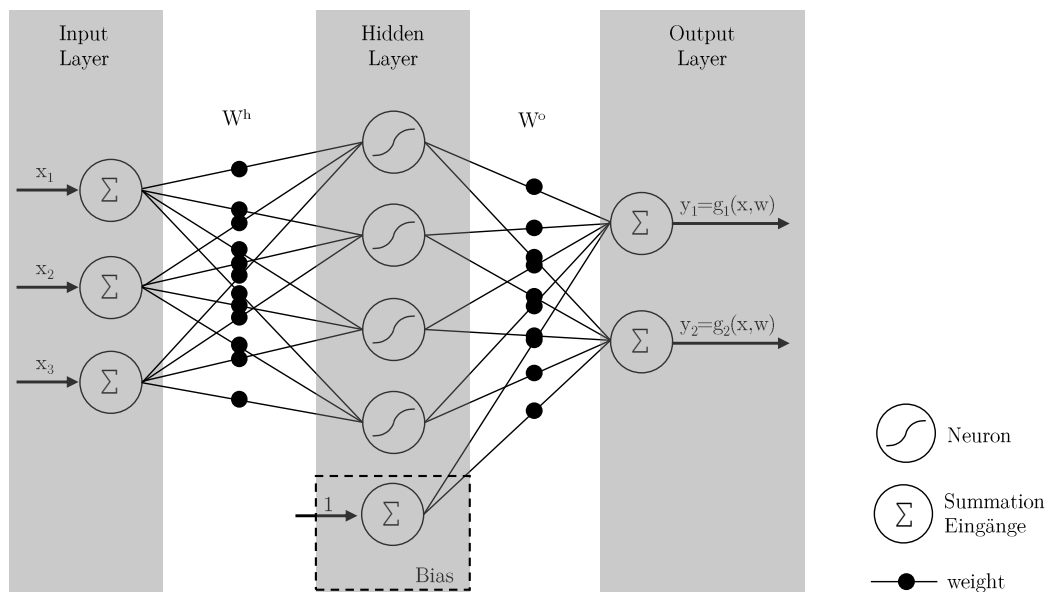 Input
Layer
Hidden
Layer
Output
Layer
Wʰ
Wᵒ
x₁
x₂
x₃
Σ
Σ
Σ
Σ
Σ
y₁=g₁(x,w)
y₂=g₂(x,w)
1
Σ
Bias
Neuron
Σ
Summation
Eingänge
weight